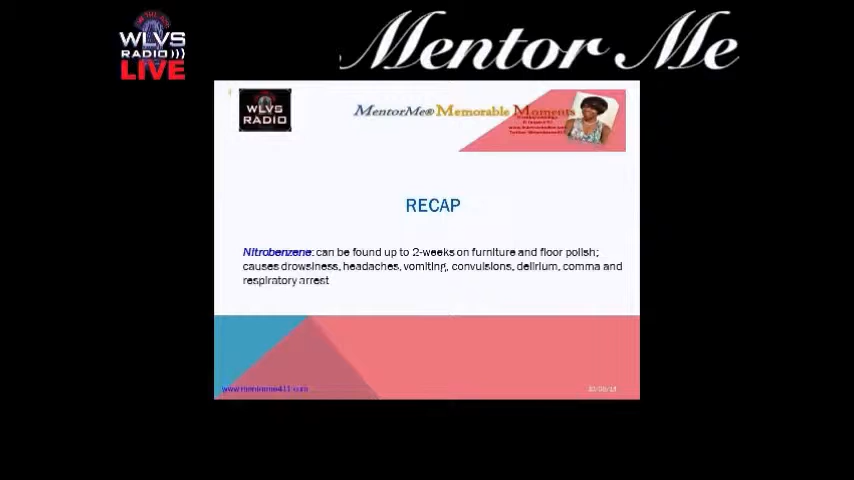 WLVS
RADIO
LIVE
Mentor Me
WLVS
RADIO
MentorMe® Memorable Moments
RECAP
Nitrobenzene: can be found up to 2-weeks on furniture and floor polish;
causes drowsiness, headaches, vomiting, convulsions, delirium, comma and
respiratory arrest